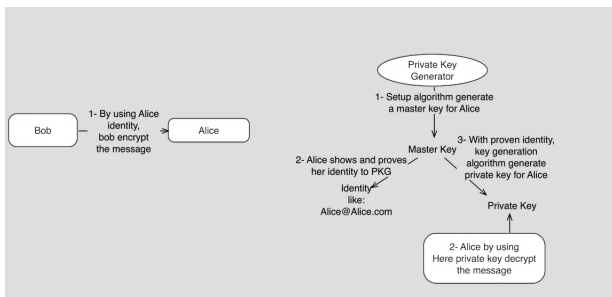 Bob
1- By using Alice
identity,
bob encrypt
the message
Alice
Private Key
Generator
1- Setup algorithm generate
a master key for Alice
Master Key
2- Alice shows and proves
her identity to PKG
Identity
like:
Alice@Alice.com
3- With proven identity,
key generation
algorithm generate
private key for Alice
Private Key
2- Alice by using
Here private key decrypt
the message